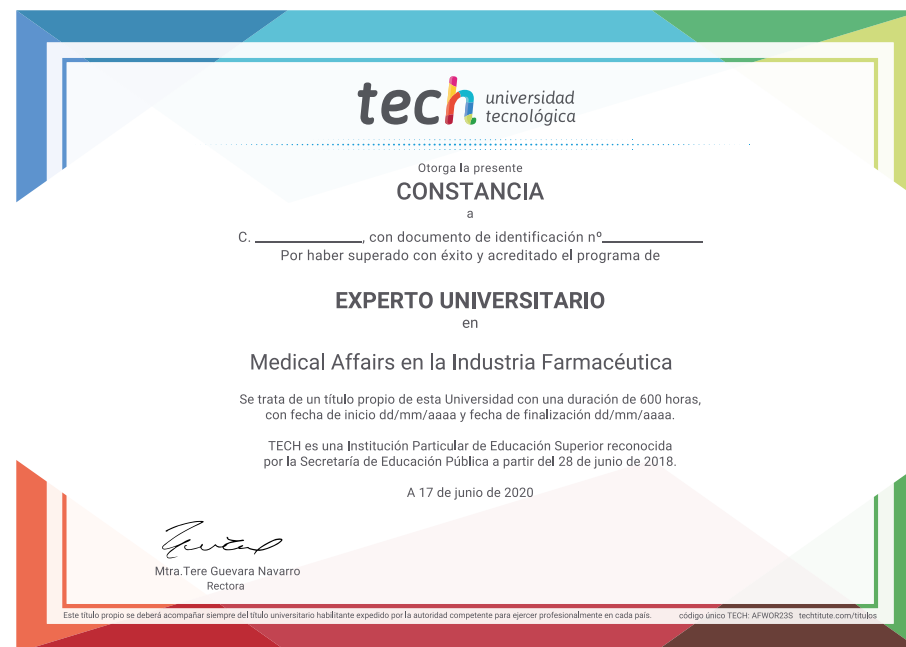 tech universidad
tecnológica
Otorga la presente
CONSTANCIA
a
C. ______________, con documento de identificación nº______________
Por haber superado con éxito y acreditado el programa de
EXPERTO UNIVERSITARIO
en
Medical Affairs en la Industria Farmacéutica
Se trata de un título propio de esta Universidad con una duración de 600 horas,
con fecha de inicio dd/mm/aaaa y fecha de finalización dd/mm/aaaa.
TECH es una Institución Particular de Educación Superior reconocida
por la Secretaría de Educación Pública a partir del 28 de junio de 2018.
A 17 de junio de 2020
Mtra.Tere Guevara Navarro
Rectora
Este título propio se deberá acompañar siempre del título universitario habilitante expedido por la autoridad competente para ejercer profesionalmente en cada país. código único TECH: AFWOR23S techtitute.com/titulos